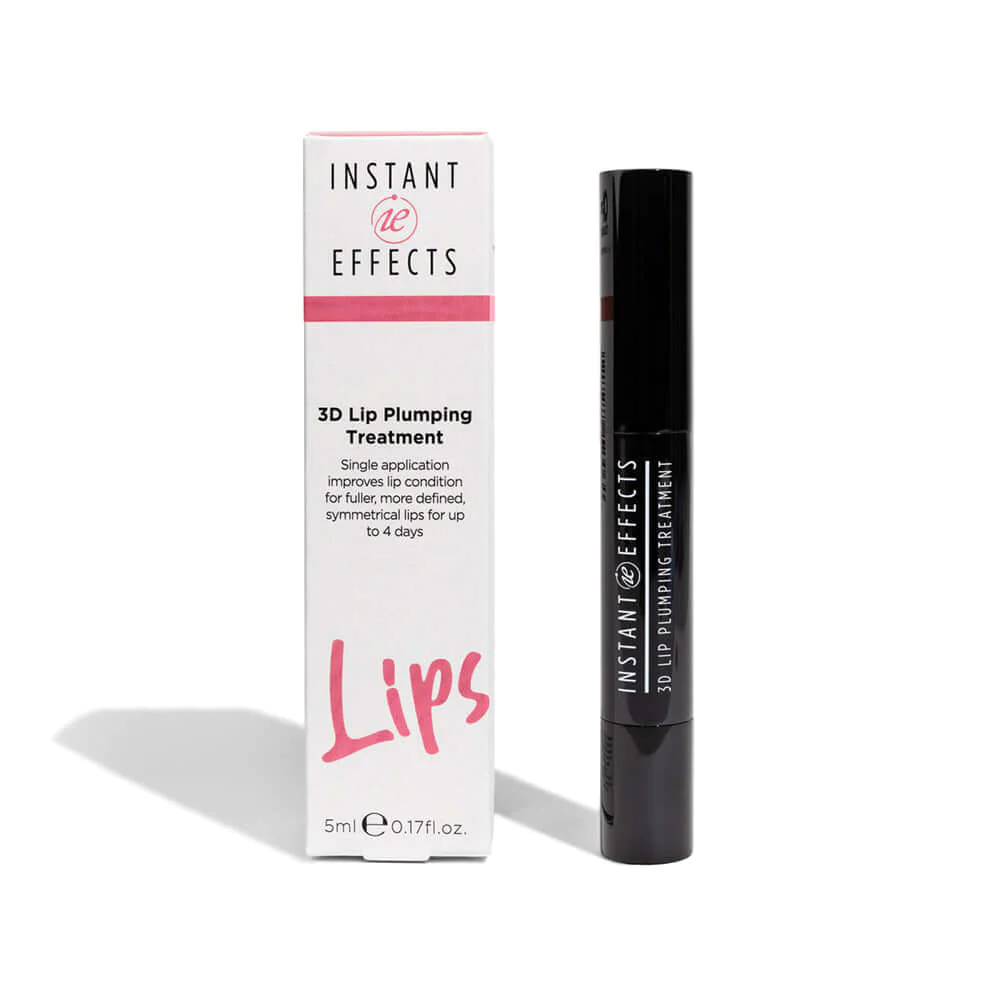 INSTANT
ie
EFFECTS
3D Lip Plumping
Treatment
Single application
improves lip condition
for fuller, more defined,
symmetrical lips for up
to 4 days
Lips
5ml e 0.17fl.oz.
INSTANT ie EFFECTS
3D LIP PLUMPING TREATMENT